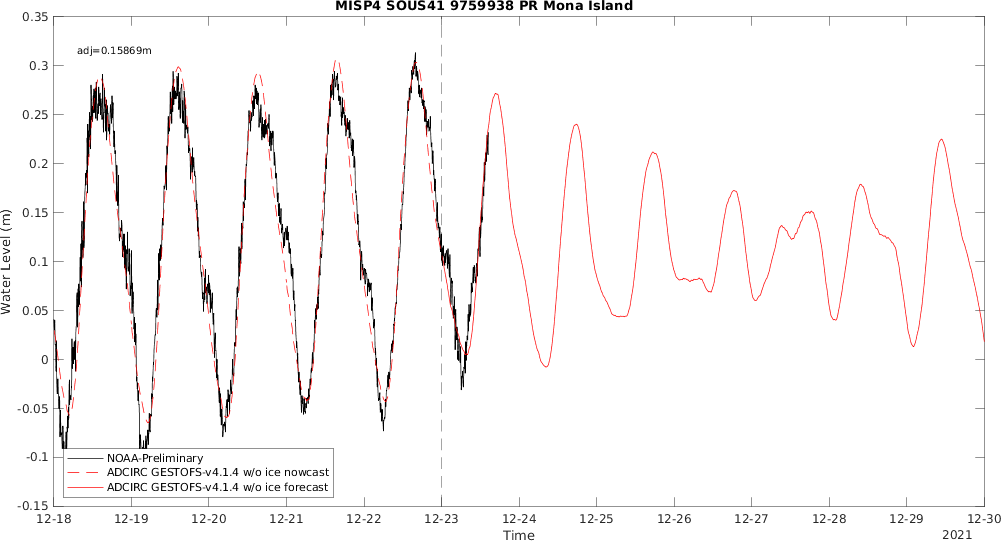 MISP4 SOUS41 9759938 PR Mona Island
adj=0.15869m
0.35
0.3
0.25
0.2
0.15
0.1
0.05
0
-0.05
-0.1
-0.15
Water Level (m)
NOAA-Preliminary
ADCIRC GESTOFS-v4.1.4 w/o ice nowcast
ADCIRC GESTOFS-v4.1.4 w/o ice forecast
12-18 12-19 12-20 12-21 12-22 12-23 12-24 12-25 12-26 12-27 12-28 12-29 12-30
Time
2021